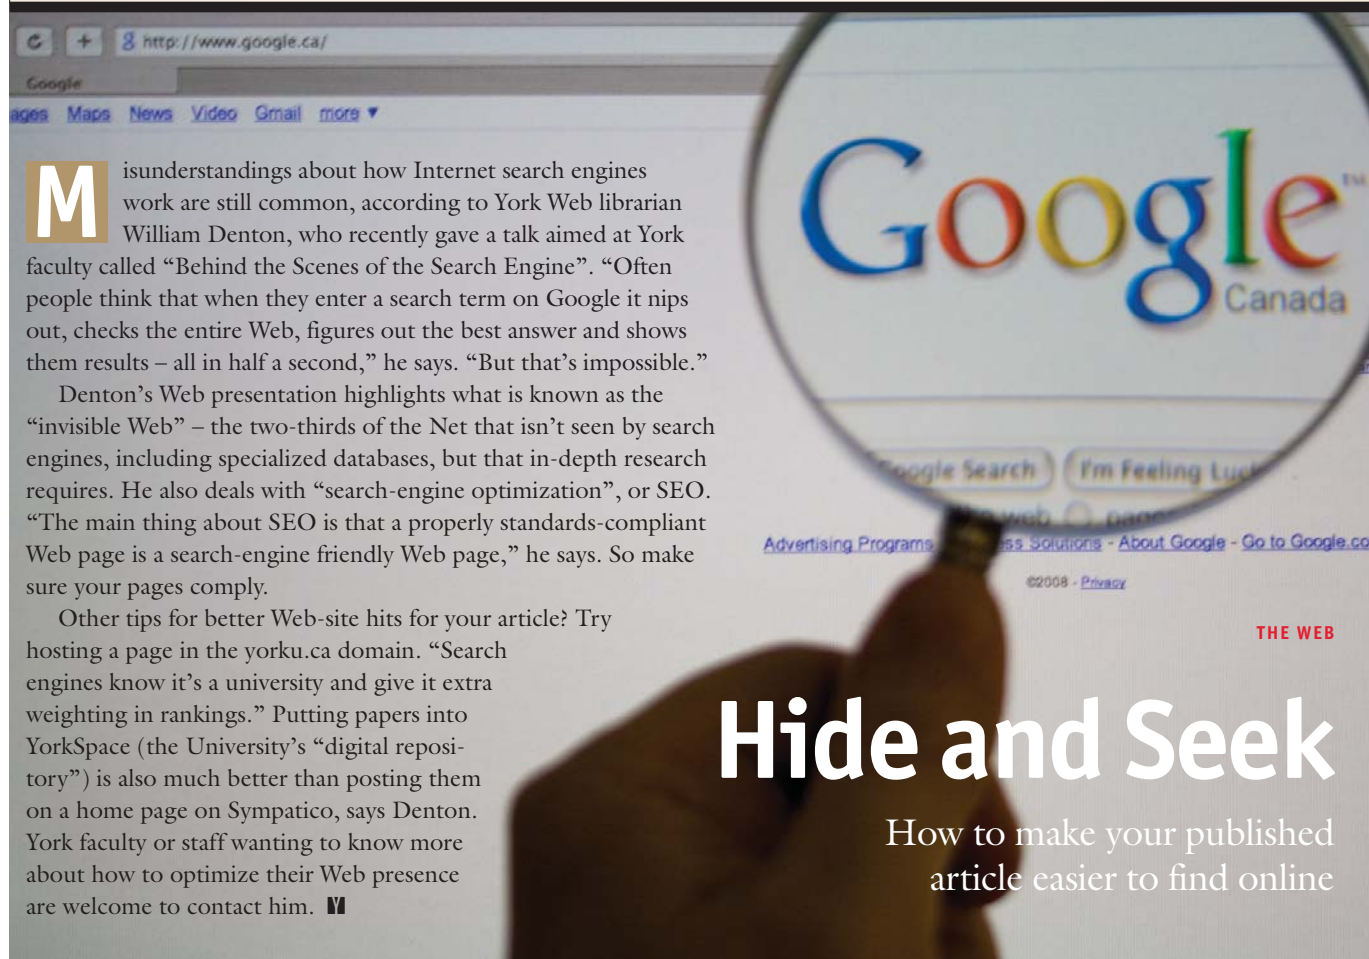 http://www.google.ca/
Google
ages Maps News Video Gmail more ▼
Google™
Canada
Google Search I'm Feeling Luc
web pages
Advertising Programs ess Solutions - About Google - Go to Google.co
©2008 - Privacy
Misunderstandings about how Internet search engines
work are still common, according to York Web librarian
William Denton, who recently gave a talk aimed at York
faculty called “Behind the Scenes of the Search Engine”. “Often
people think that when they enter a search term on Google it nips
out, checks the entire Web, figures out the best answer and shows
them results – all in half a second,” he says. “But that’s impossible.”
Denton’s Web presentation highlights what is known as the
“invisible Web” – the two-thirds of the Net that isn’t seen by search
engines, including specialized databases, but that in-depth research
requires. He also deals with “search-engine optimization”, or SEO.
“The main thing about SEO is that a properly standards-compliant
Web page is a search-engine friendly Web page,” he says. So make
sure your pages comply.
Other tips for better Web-site hits for your article? Try
hosting a page in the yorku.ca domain. “Search
engines know it’s a university and give it extra
weighting in rankings.” Putting papers into
YorkSpace (the University’s “digital reposi-
tory”) is also much better than posting them
on a home page on Sympatico, says Denton.
York faculty or staff wanting to know more
about how to optimize their Web presence
are welcome to contact him.
THE WEB
Hide and Seek
How to make your published
article easier to find online